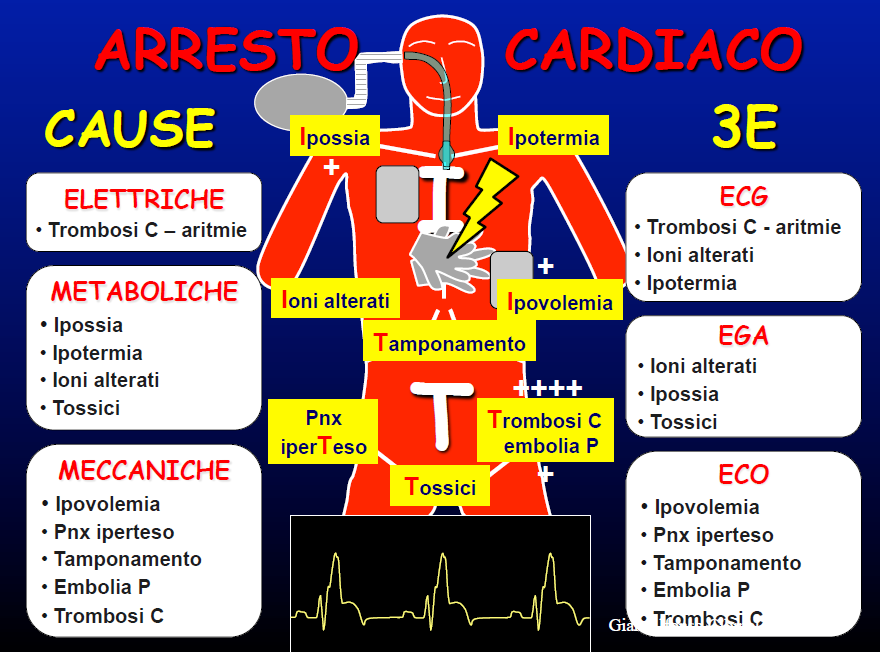 ARRESTO CARDIACO
CAUSE
3E
ELETTRICHE
• Trombosi C – aritmie
METABOLICHE
• Ipossia
• Ipotermia
• Ioni alterati
• Tossici
MECCANICHE
• Ipovolemia
• Pnx iperteso
• Tamponamento
• Embolia P
• Trombosi C
Ipossia
+
Ipotermia
I
Ioni alterati
+
Ipovolemia
Tamponamento
T
Pnx
iperTeso
++++
Trombosi C
embolia P
+
Tossici
ECG
• Trombosi C - aritmie
• Ioni alterati
• Ipotermia
EGA
• Ioni alterati
• Ipossia
• Tossici
ECO
• Ipovolemia
• Pnx iperteso
• Tamponamento
• Embolia P
• Trombosi C